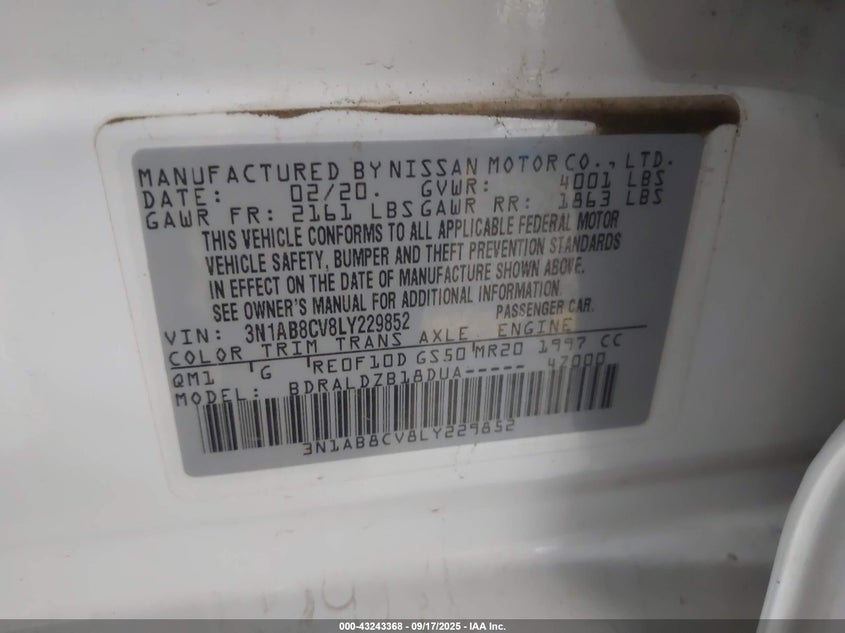 MANUFACTURED BY NISSAN MOTOR CO., LTD.
DATE: 02/20. GVWR: 4001 LBS
GAWR FR: 2161 LBS GAWR RR: 1863 LBS
THIS VEHICLE CONFORMS TO ALL APPLICABLE FEDERAL MOTOR
VEHICLE SAFETY, BUMPER AND THEFT PREVENTION STANDARDS
IN EFFECT ON THE DATE OF MANUFACTURE SHOWN ABOVE.
SEE OWNER'S MANUAL FOR ADDITIONAL INFORMATION.
VIN: 3N1AB8CV8LY229852 PASSENGER CAR.
COLOR TRIM TRANS AXLE ENGINE
QM1 G RE0F10D GS50 MR20 1997 CC
MODEL: BDRALDZB18DUA----- 47000
3N1AB8CV8LY229852
000-43243368 - 09/17/2025 - IAA Inc.